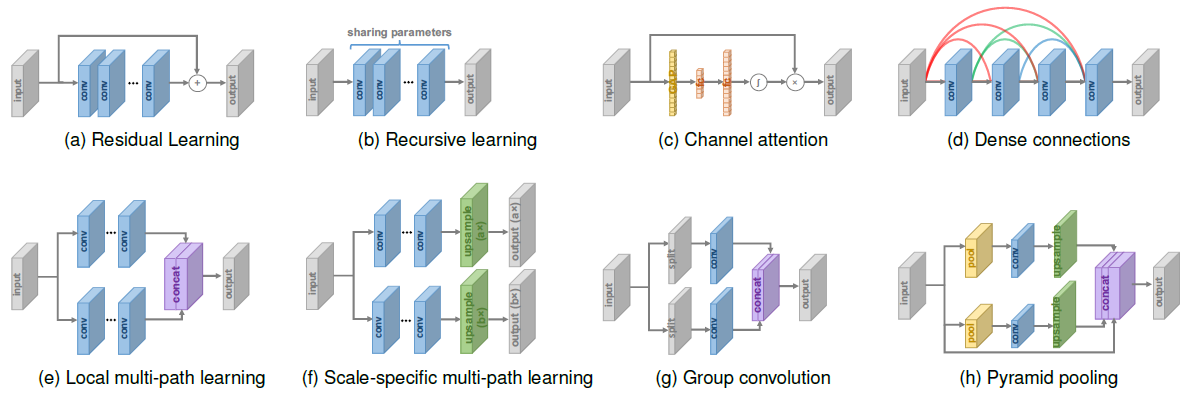 sharing parameters
input conv conv ... conv + output
(a) Residual Learning
input conv conv ... conv output
(b) Recursive learning
input × output
(c) Channel attention
input conv conv conv conv output
(d) Dense connections
input conv ... conv conv ... conv concat output
(e) Local multi-path learning
input conv ... conv upsample (a×) output (a×) conv ... conv upsample (b×) output (b×)
(f) Scale-specific multi-path learning
input split conv split conv concat output
(g) Group convolution
input pool conv upsample pool conv upsample concat output
(h) Pyramid pooling